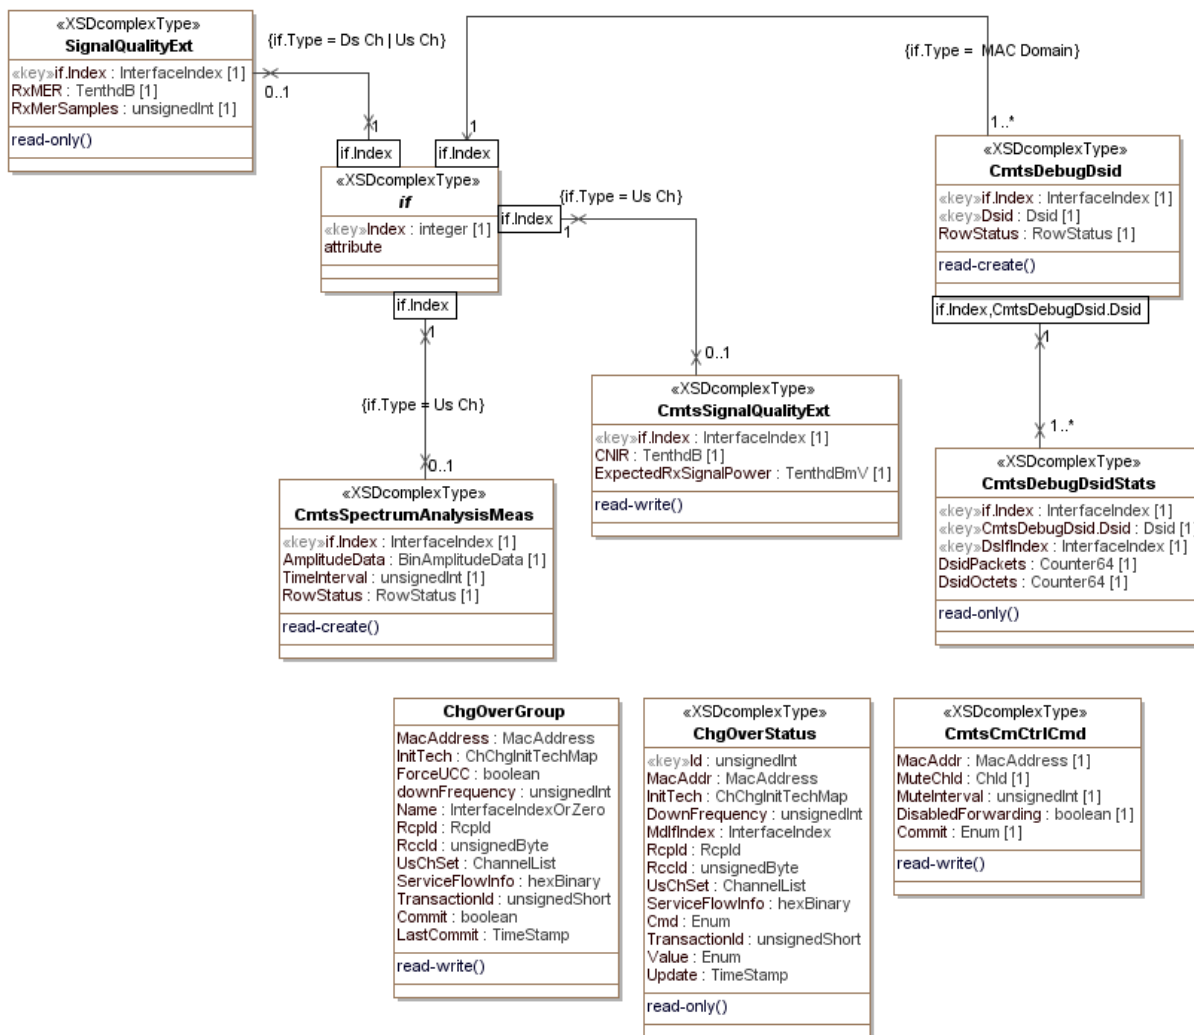 «XSDcomplexType»
SignalQualityExt
«key»if.Index : InterfaceIndex [1]
RxMER : TenthdB [1]
RxMerSamples : unsignedInt [1]
read-only()
{if.Type = Ds Ch | Us Ch}
0..1
1
if.Index
{if.Type = MAC Domain}
1
1..*
if.Index
«XSDcomplexType»
if
«key»Index : integer [1]
attribute
{if.Type = Us Ch}
if.Index
1
0..1
«XSDcomplexType»
CmtsDebugDsid
«key»if.Index : InterfaceIndex [1]
«key»Dsid : Dsid [1]
RowStatus : RowStatus [1]
read-create()
if.Index,CmtsDebugDsid.Dsid
1
1..*
if.Index
1
{if.Type = Us Ch}
0..1
«XSDcomplexType»
CmtsSignalQualityExt
«key»if.Index : InterfaceIndex [1]
CNIR : TenthdB [1]
ExpectedRxSignalPower : TenthdBmV [1]
read-write()
«XSDcomplexType»
CmtsDebugDsidStats
«key»if.Index : InterfaceIndex [1]
«key»CmtsDebugDsid.Dsid : Dsid [1]
«key»DsIfIndex : InterfaceIndex [1]
DsidPackets : Counter64 [1]
DsidOctets : Counter64 [1]
read-only()
«XSDcomplexType»
CmtsSpectrumAnalysisMeas
«key»if.Index : InterfaceIndex [1]
AmplitudeData : BinAmplitudeData [1]
TimeInterval : unsignedInt [1]
RowStatus : RowStatus [1]
read-create()
ChgOverGroup
MacAddress : MacAddress
InitTech : ChChgInitTechMap
ForceUCC : boolean
downFrequency : unsignedInt
Name : InterfaceIndexOrZero
RcpId : RcpId
RccId : unsignedByte
UsChSet : ChannelList
ServiceFlowInfo : hexBinary
TransactionId : unsignedShort
Commit : boolean
LastCommit : TimeStamp
read-write()
«XSDcomplexType»
ChgOverStatus
«key»Id : unsignedInt
MacAddr : MacAddress
InitTech : ChChgInitTechMap
DownFrequency : unsignedInt
MdIfIndex : InterfaceIndex
RcpId : RcpId
RccId : unsignedByte
UsChSet : ChannelList
ServiceFlowInfo : hexBinary
Cmd : Enum
TransactionId : unsignedShort
Value : Enum
Update : TimeStamp
read-only()
«XSDcomplexType»
CmtsCmCtrlCmd
MacAddr : MacAddress [1]
MuteChId : ChId [1]
MuteInterval : unsignedInt [1]
DisabledForwarding : boolean [1]
Commit : Enum [1]
read-write()